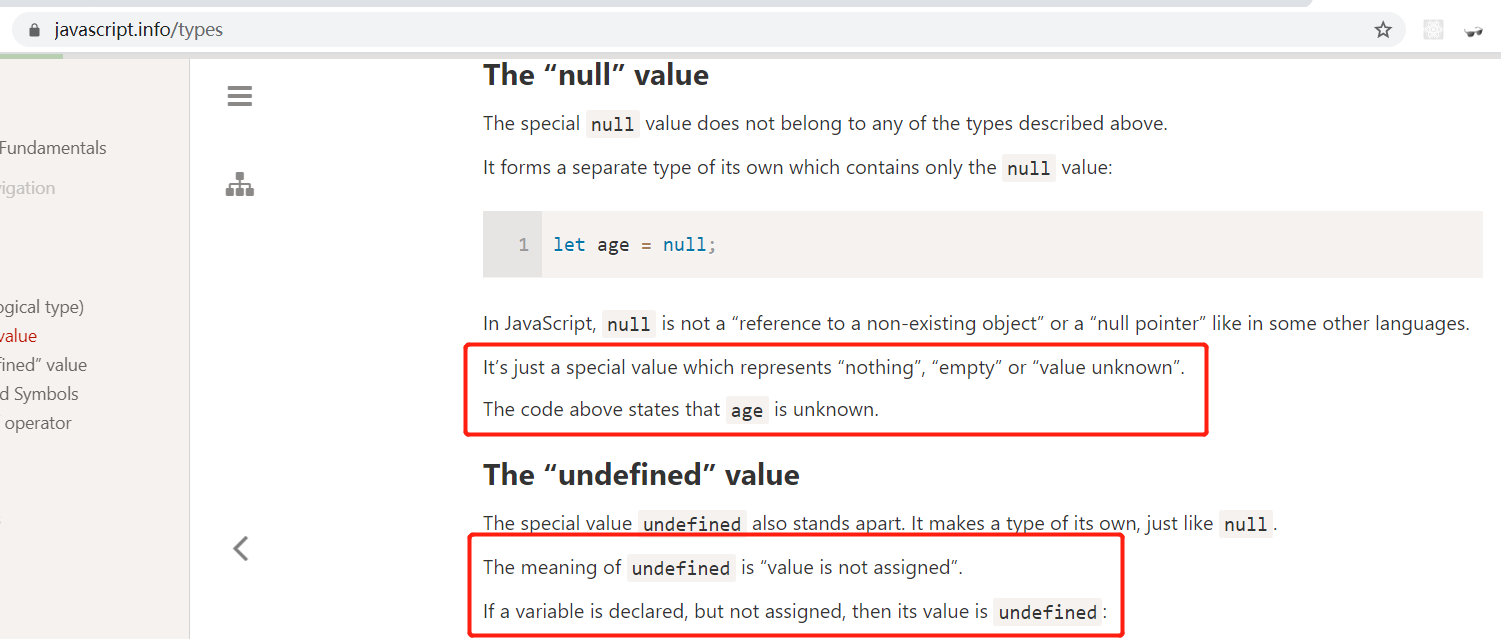 javascript.info/types
The “null” value
The special null value does not belong to any of the types described above.
Fundamentals
It forms a separate type of its own which contains only the null value:
igation
1 let age = null;
ogical type)
In JavaScript, null is not a “reference to a non-existing object” or a “null pointer” like in some other languages.
value
fined” value
It’s just a special value which represents “nothing”, “empty” or “value unknown”.
d Symbols
The code above states that age is unknown.
operator
The “undefined” value
The special value undefined also stands apart. It makes a type of its own, just like null.
The meaning of undefined is “value is not assigned”.
If a variable is declared, but not assigned, then its value is undefined: